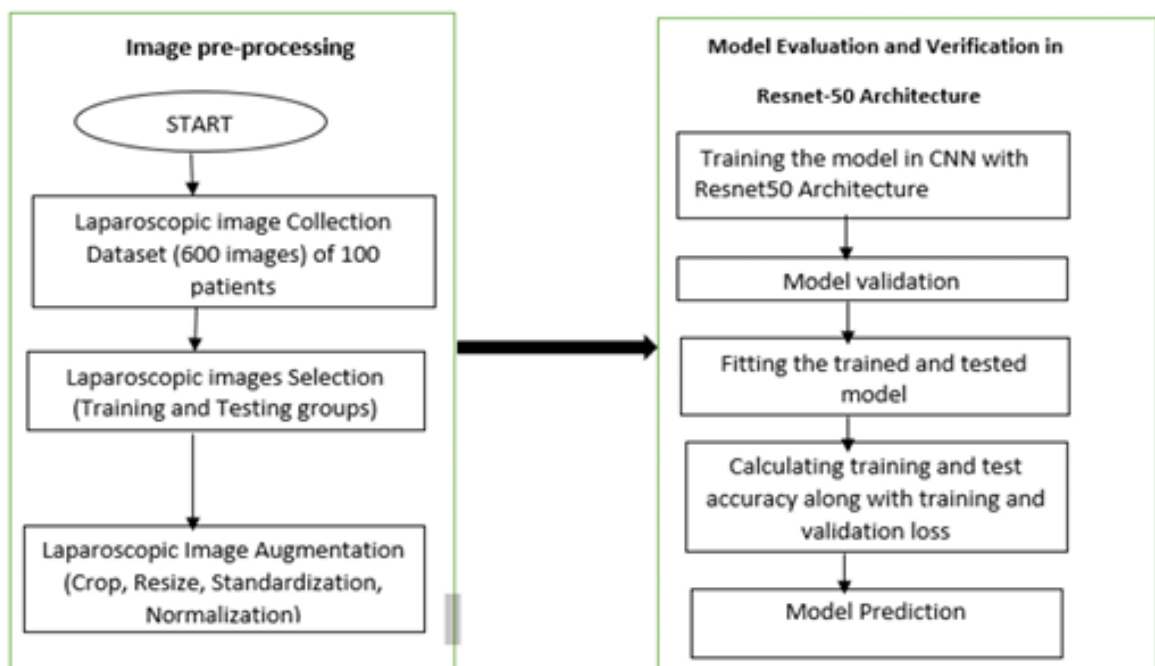 Image pre-processing
START
Laparoscopic image Collection
Dataset (600 images) of 100
patients
Laparoscopic images Selection
(Training and Testing groups)
Laparoscopic Image Augmentation
(Crop, Resize, Standardization,
Normalization)
Model Evaluation and Verification in
Resnet-50 Architecture
Training the model in CNN with
Resnet50 Architecture
Model validation
Fitting the trained and tested
model
Calculating training and test
accuracy along with training and
validation loss
Model Prediction